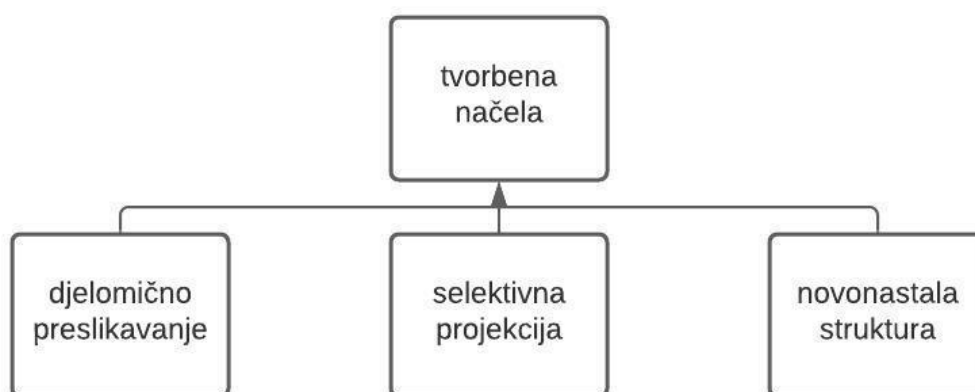 tvorbena
načela
djelomično
preslikavanje
selektivna
projekcija
novonastala
struktura